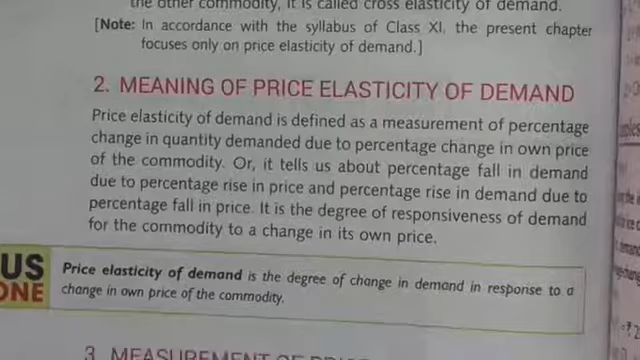 the other commodity, it is called cross elasticity of demand.
[Note: In accordance with the syllabus of Class XI, the present chapter
focuses only on price elasticity of demand.]
2. MEANING OF PRICE ELASTICITY OF DEMAND
Price elasticity of demand is defined as a measurement of percentage
change in quantity demanded due to percentage change in own price
of the commodity. Or, it tells us about percentage fall in demand
due to percentage rise in price and percentage rise in demand due to
percentage fall in price. It is the degree of responsiveness of demand
for the commodity to a change in its own price.
US
ONE
Price elasticity of demand is the degree of change in demand in response to a
change in own price of the commodity.
3. MEASUREMENT OF